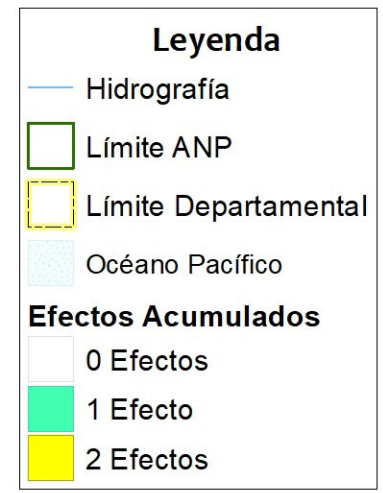 Leyenda
Hidrografía
Límite ANP
Límite Departamental
Océano Pacífico
Efectos Acumulados
0 Efectos
1 Efecto
2 Efectos